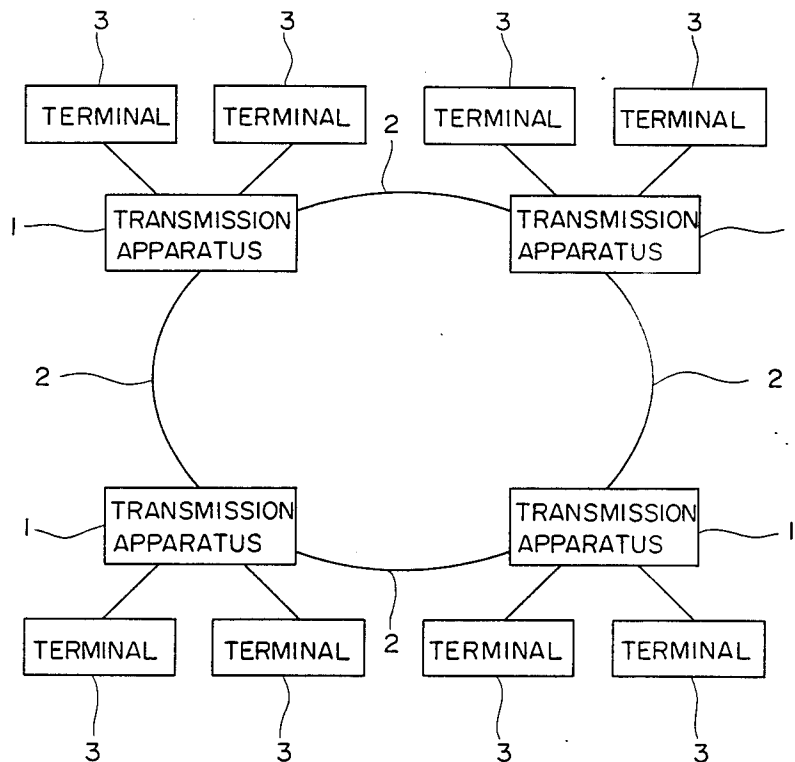 3 3 3 3
TERMINAL TERMINAL TERMINAL TERMINAL
2
1 TRANSMISSION TRANSMISSION
APPARATUS APPARATUS
2 2
1 TRANSMISSION TRANSMISSION 1
APPARATUS APPARATUS
2
TERMINAL TERMINAL TERMINAL TERMINAL
3 3 3 3